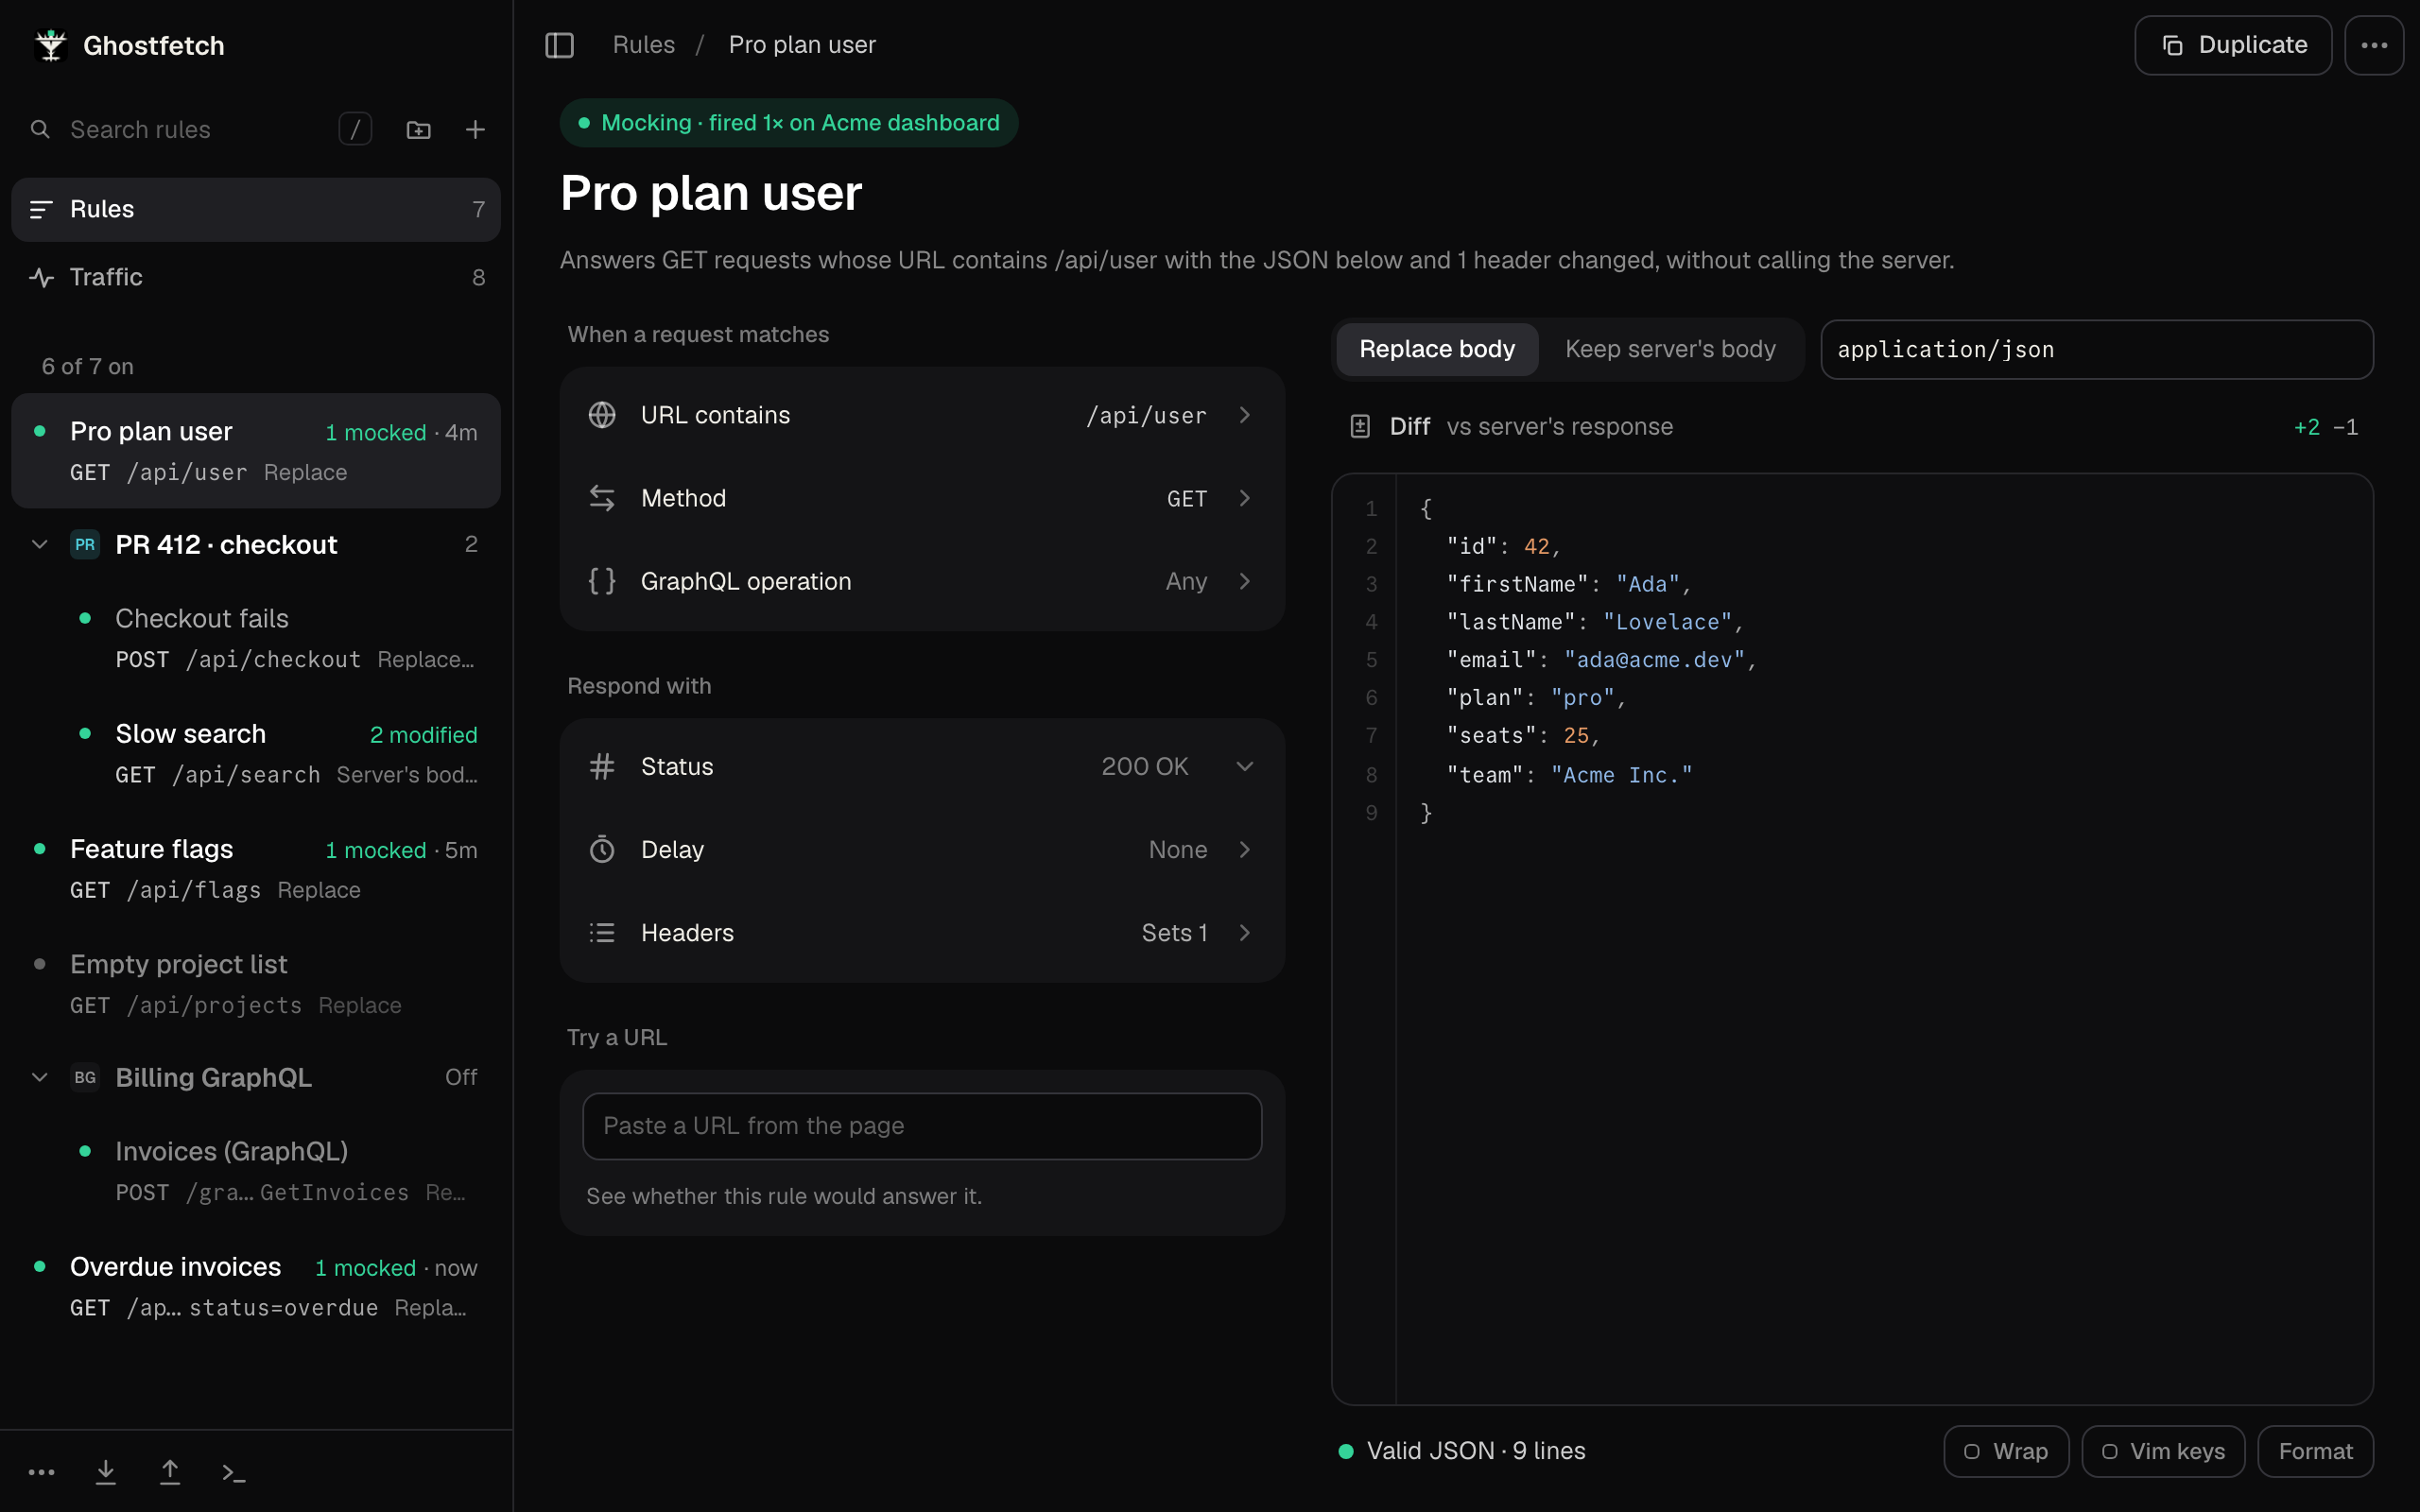 Ghostfetch
Search rules /
Rules 7
Traffic 8
6 of 7 on
Pro plan user 1 mocked · 4m
GET /api/user Replace
PR PR 412 · checkout 2
Checkout fails
POST /api/checkout Replace…
Slow search 2 modified
GET /api/search Server's bod…
Feature flags 1 mocked · 5m
GET /api/flags Replace
Empty project list
GET /api/projects Replace
BG Billing GraphQL Off
Invoices (GraphQL)
POST /gra… GetInvoices Re…
Overdue invoices 1 mocked · now
GET /ap… status=overdue Repla…
Rules / Pro plan user
Duplicate
Mocking · fired 1× on Acme dashboard
Pro plan user
Answers GET requests whose URL contains /api/user with the JSON below and 1 header changed, without calling the server.
When a request matches
URL contains /api/user
Method GET
GraphQL operation Any
Respond with
Status 200 OK
Delay None
Headers Sets 1
Try a URL
Paste a URL from the page
See whether this rule would answer it.
Replace body Keep server's body application/json
Diff vs server's response +2 −1
1 {
2 "id": 42,
3 "firstName": "Ada",
4 "lastName": "Lovelace",
5 "email": "ada@acme.dev",
6 "plan": "pro",
7 "seats": 25,
8 "team": "Acme Inc."
9 }
Valid JSON · 9 lines
Wrap Vim keys Format